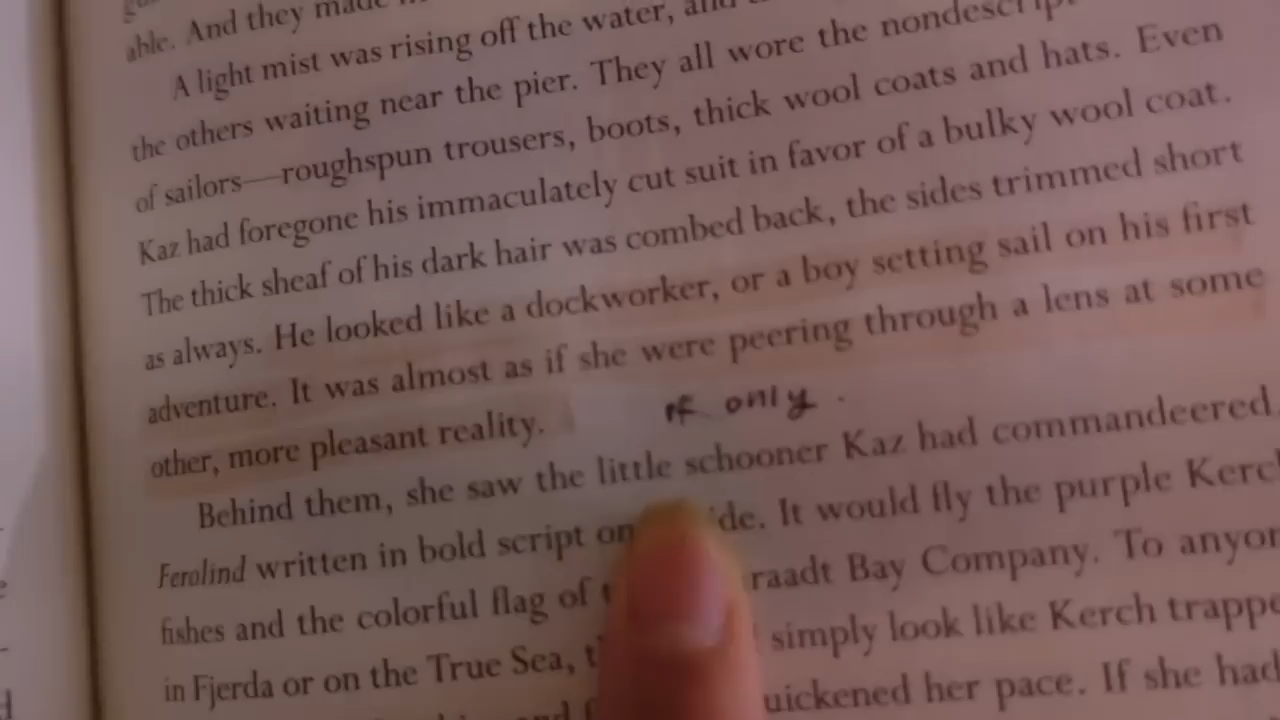 able. And they made
A light mist was rising off the water, and
the others waiting near the pier. They all wore the nondescrip
of sailors—roughspun trousers, boots, thick wool coats and hats. Even
Kaz had foregone his immaculately cut suit in favor of a bulky wool coat.
The thick sheaf of his dark hair was combed back, the sides trimmed short
as always. He looked like a dockworker, or a boy setting sail on his first
adventure. It was almost as if she were peering through a lens at some
other, more pleasant reality.
if only.
Behind them, she saw the little schooner Kaz had commandeered,
Ferolind written in bold script on de. It would fly the purple Kerc
fishes and the colorful flag of raadt Bay Company. To anyon
in Fjerda or on the True Sea, simply look like Kerch trappe
and uickened her pace. If she had